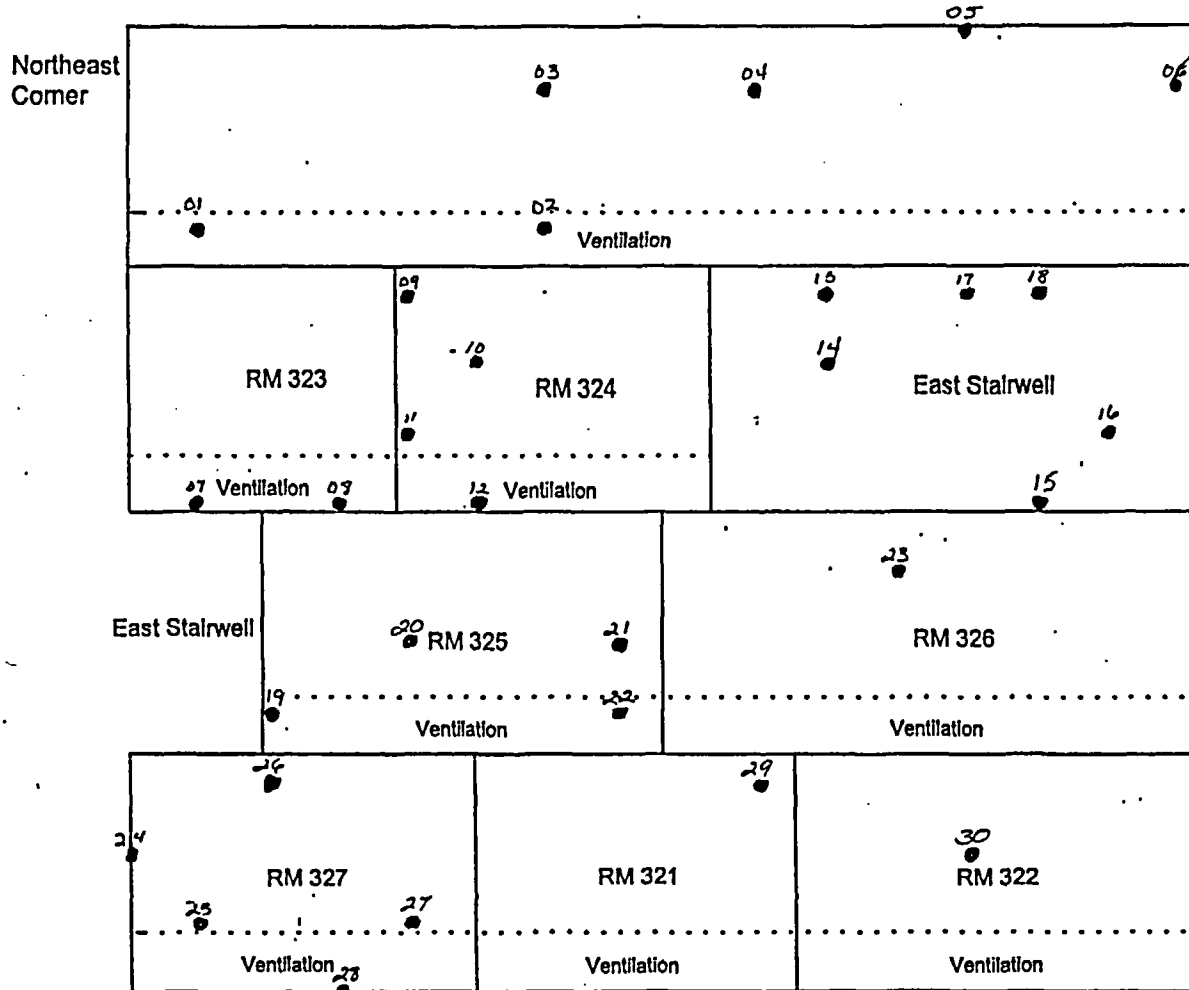 05
Northeast
Corner
03
04
06
01
02
Ventilation
09
15
17
18
10
14
RM 323
RM 324
East Stairwell
11
16
07
Ventilation
08
12
Ventilation
15
23
East Stairwell
20
RM 325
21
RM 326
19
22
Ventilation
Ventilation
26
29
24
30
RM 327
RM 321
RM 322
25
27
Ventilation
28
Ventilation
Ventilation